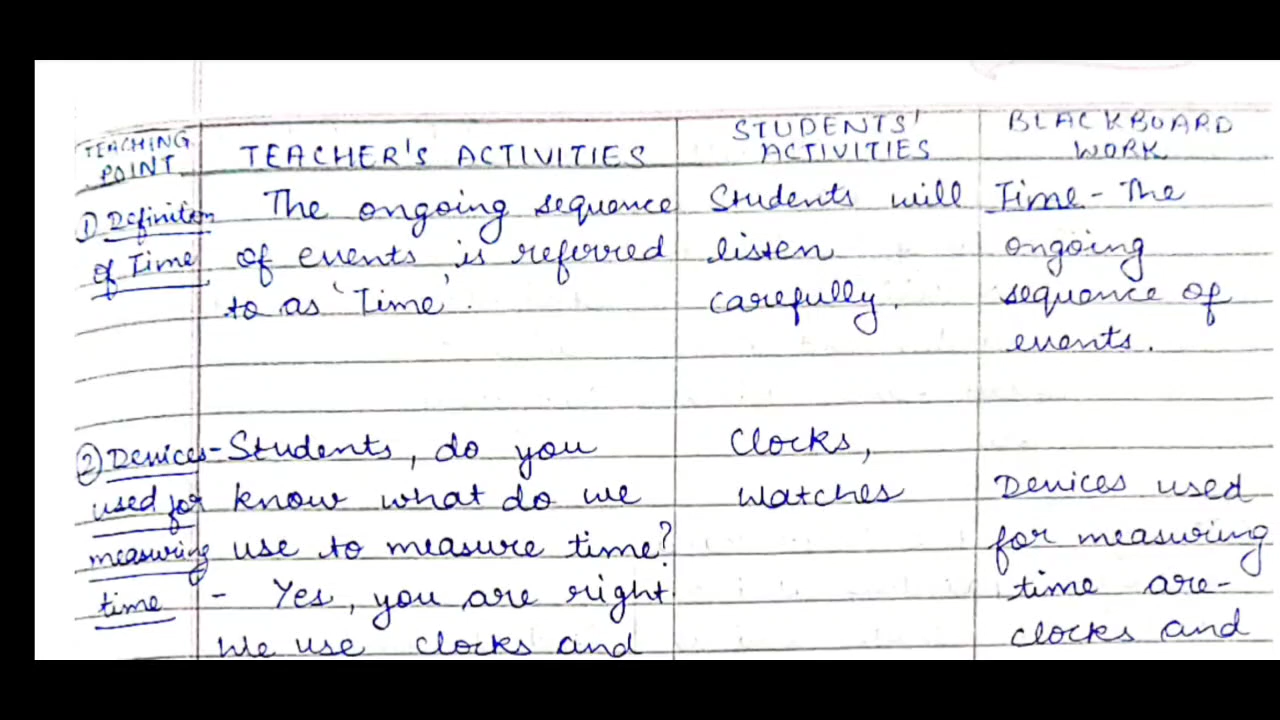 TEACHING POINT
TEACHER'S ACTIVITIES
STUDENTS' ACTIVITIES
BLACKBOARD WORK
1) Definition
of Time
The ongoing sequence
of events is referred
to as 'Time'.
Students will
listen
carefully.
Time - The
ongoing
sequence of
events.
2) Devices
used for
measuring
time
- Students, do you
know what do we
use to measure time?
- Yes, you are right
We use clocks and
Clocks,
watches
Devices used
for measuring
time are-
clocks and